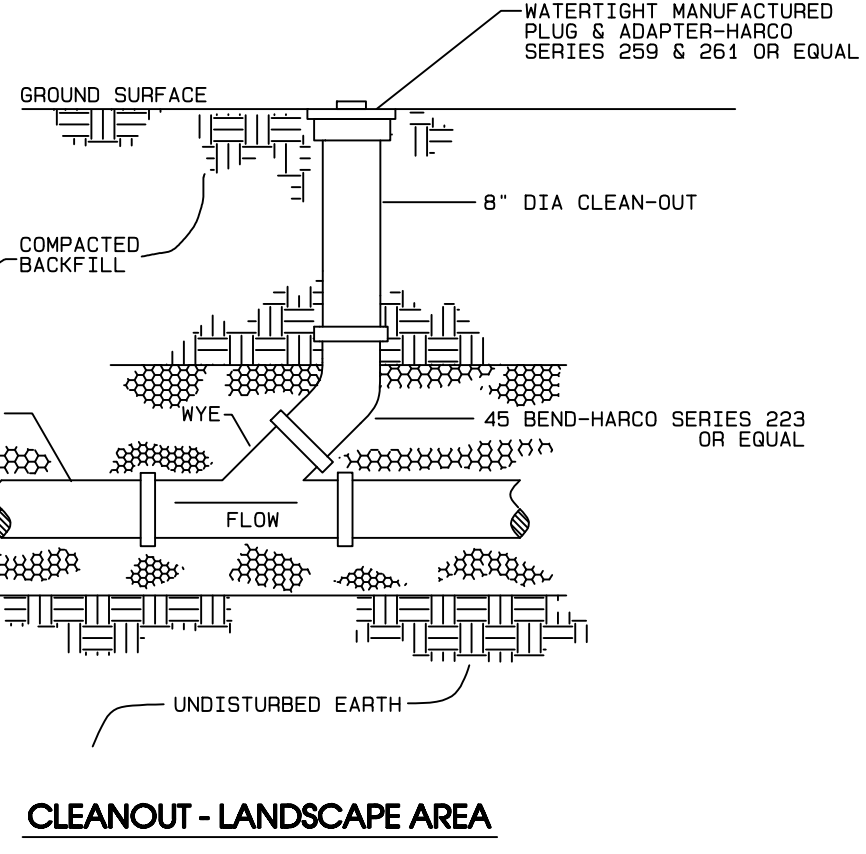 WATERTIGHT MANUFACTURED
PLUG & ADAPTER-HARCO
SERIES 259 & 261 OR EQUAL
GROUND SURFACE
8" DIA CLEAN-OUT
COMPACTED
BACKFILL
WYE
45 BEND-HARCO SERIES 223
OR EQUAL
FLOW
UNDISTURBED EARTH
CLEANOUT - LANDSCAPE AREA